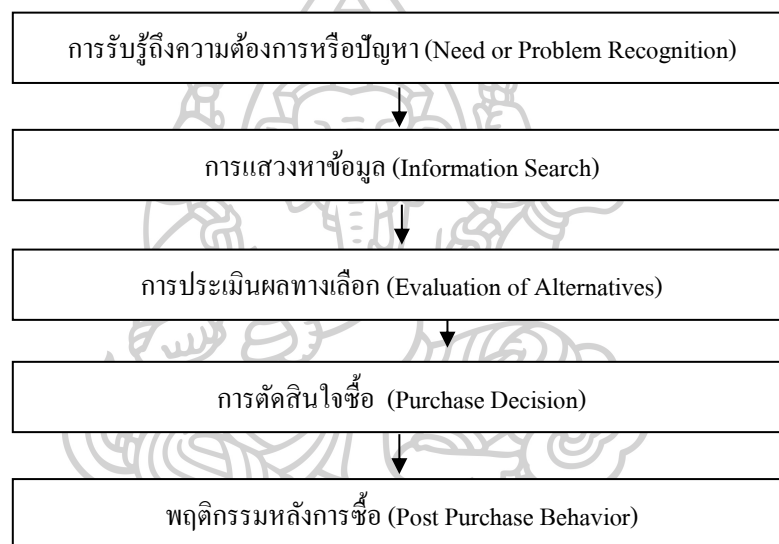 การรับรู้ถึงความต้องการหรือปัญหา (Need or Problem Recognition)
การแสวงหาข้อมูล (Information Search)
การประเมินผลทางเลือก (Evaluation of Alternatives)
การตัดสินใจซื้อ (Purchase Decision)
พฤติกรรมหลังการซื้อ (Post Purchase Behavior)